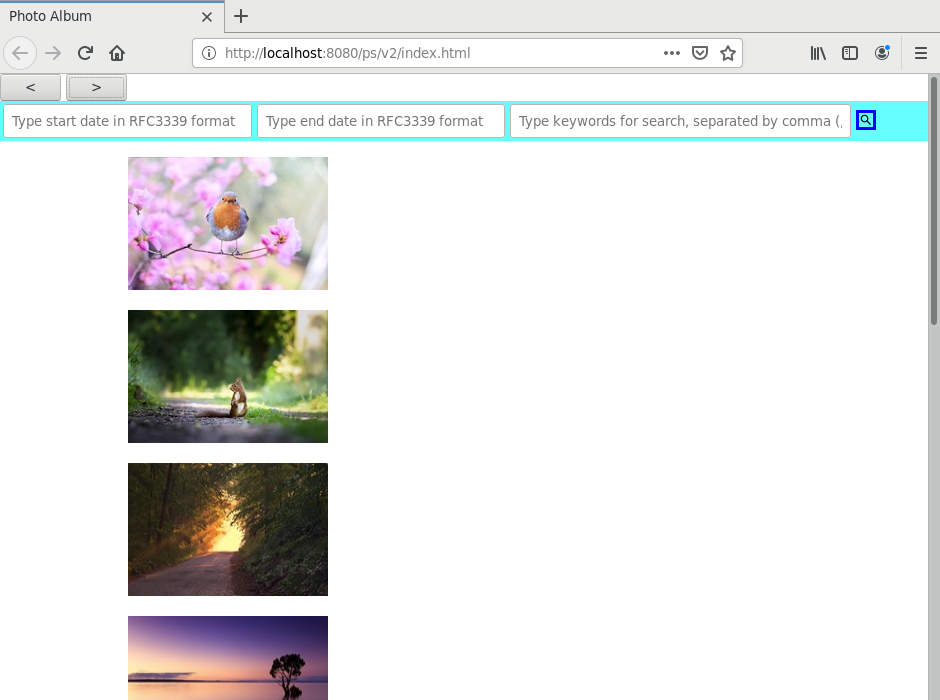 Photo Album
http://localhost:8080/ps/v2/index.html
< >
Type start date in RFC3339 format
Type end date in RFC3339 format
Type keywords for search, separated by comma (,